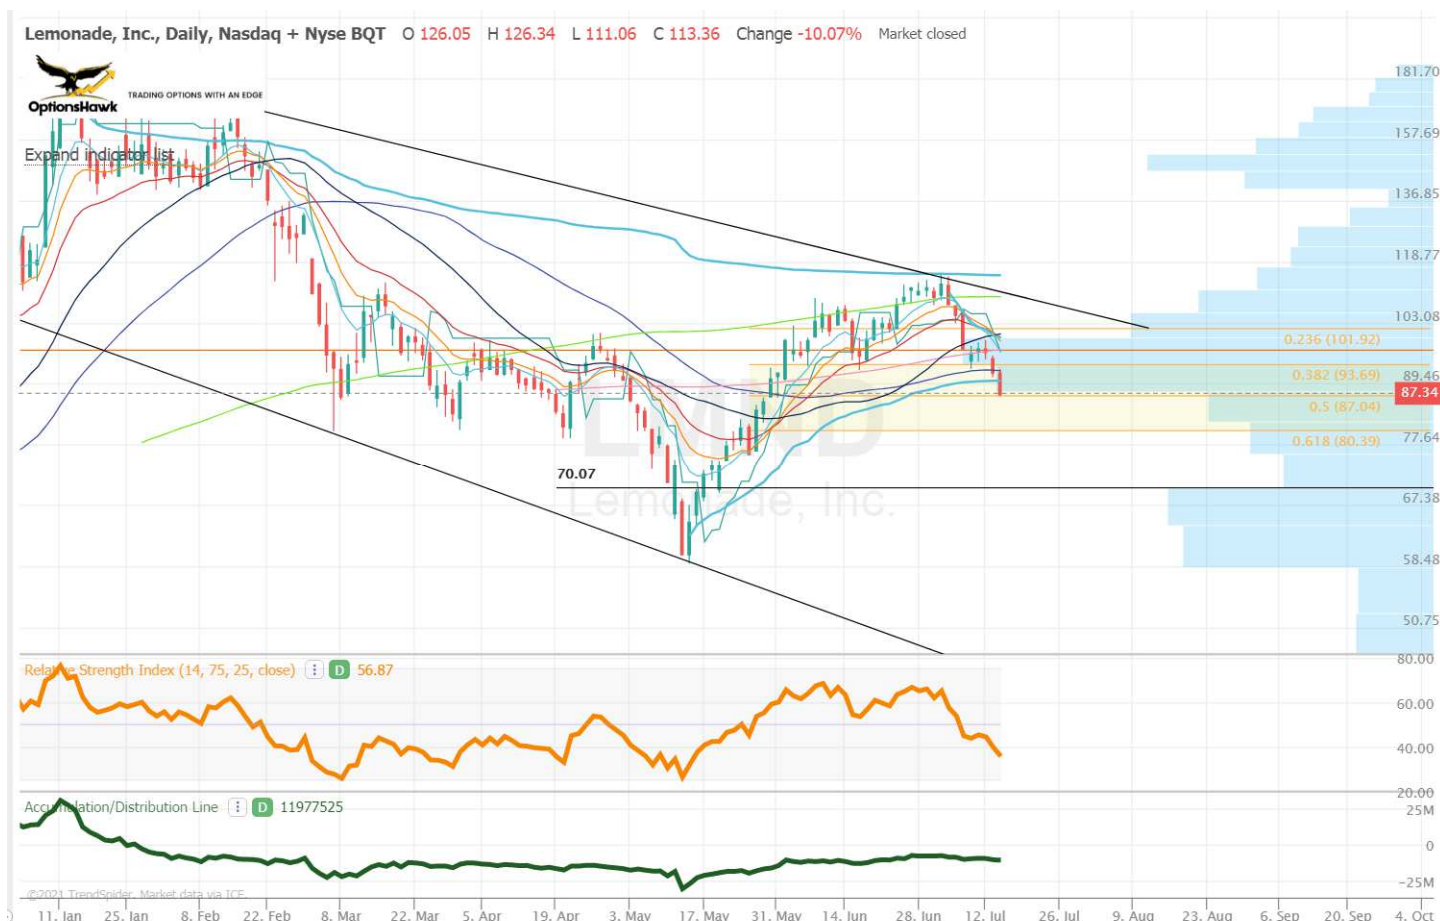 Lemonade, Inc., Daily, Nasdaq + Nyse BQT O 126.05 H 126.34 L 111.06 C 113.36 Change -10.07% Market closed
OptionsHawk
TRADING OPTIONS WITH AN EDGE
Expand indicator list
181.70
157.69
136.85
118.77
103.08
0.236 (101.92)
0.382 (93.69)
89.46
87.34
0.5 (87.04)
77.64
0.618 (80.39)
LMND
70.07
Lemonade, Inc.
67.38
58.48
50.75
Relative Strength Index (14, 75, 25, close) D 56.87
80.00
60.00
40.00
20.00
Accumulation/Distribution Line D 11977525
25M
0
-25M
©2021 TrendSpider. Market data via ICE.
11. Jan 25. Jan 8. Feb 22. Feb 8. Mar 22. Mar 5. Apr 19. Apr 3. May 17. May 31. May 14. Jun 28. Jun 12. Jul 26. Jul 9. Aug 23. Aug 6. Sep 20. Sep 4. Oct